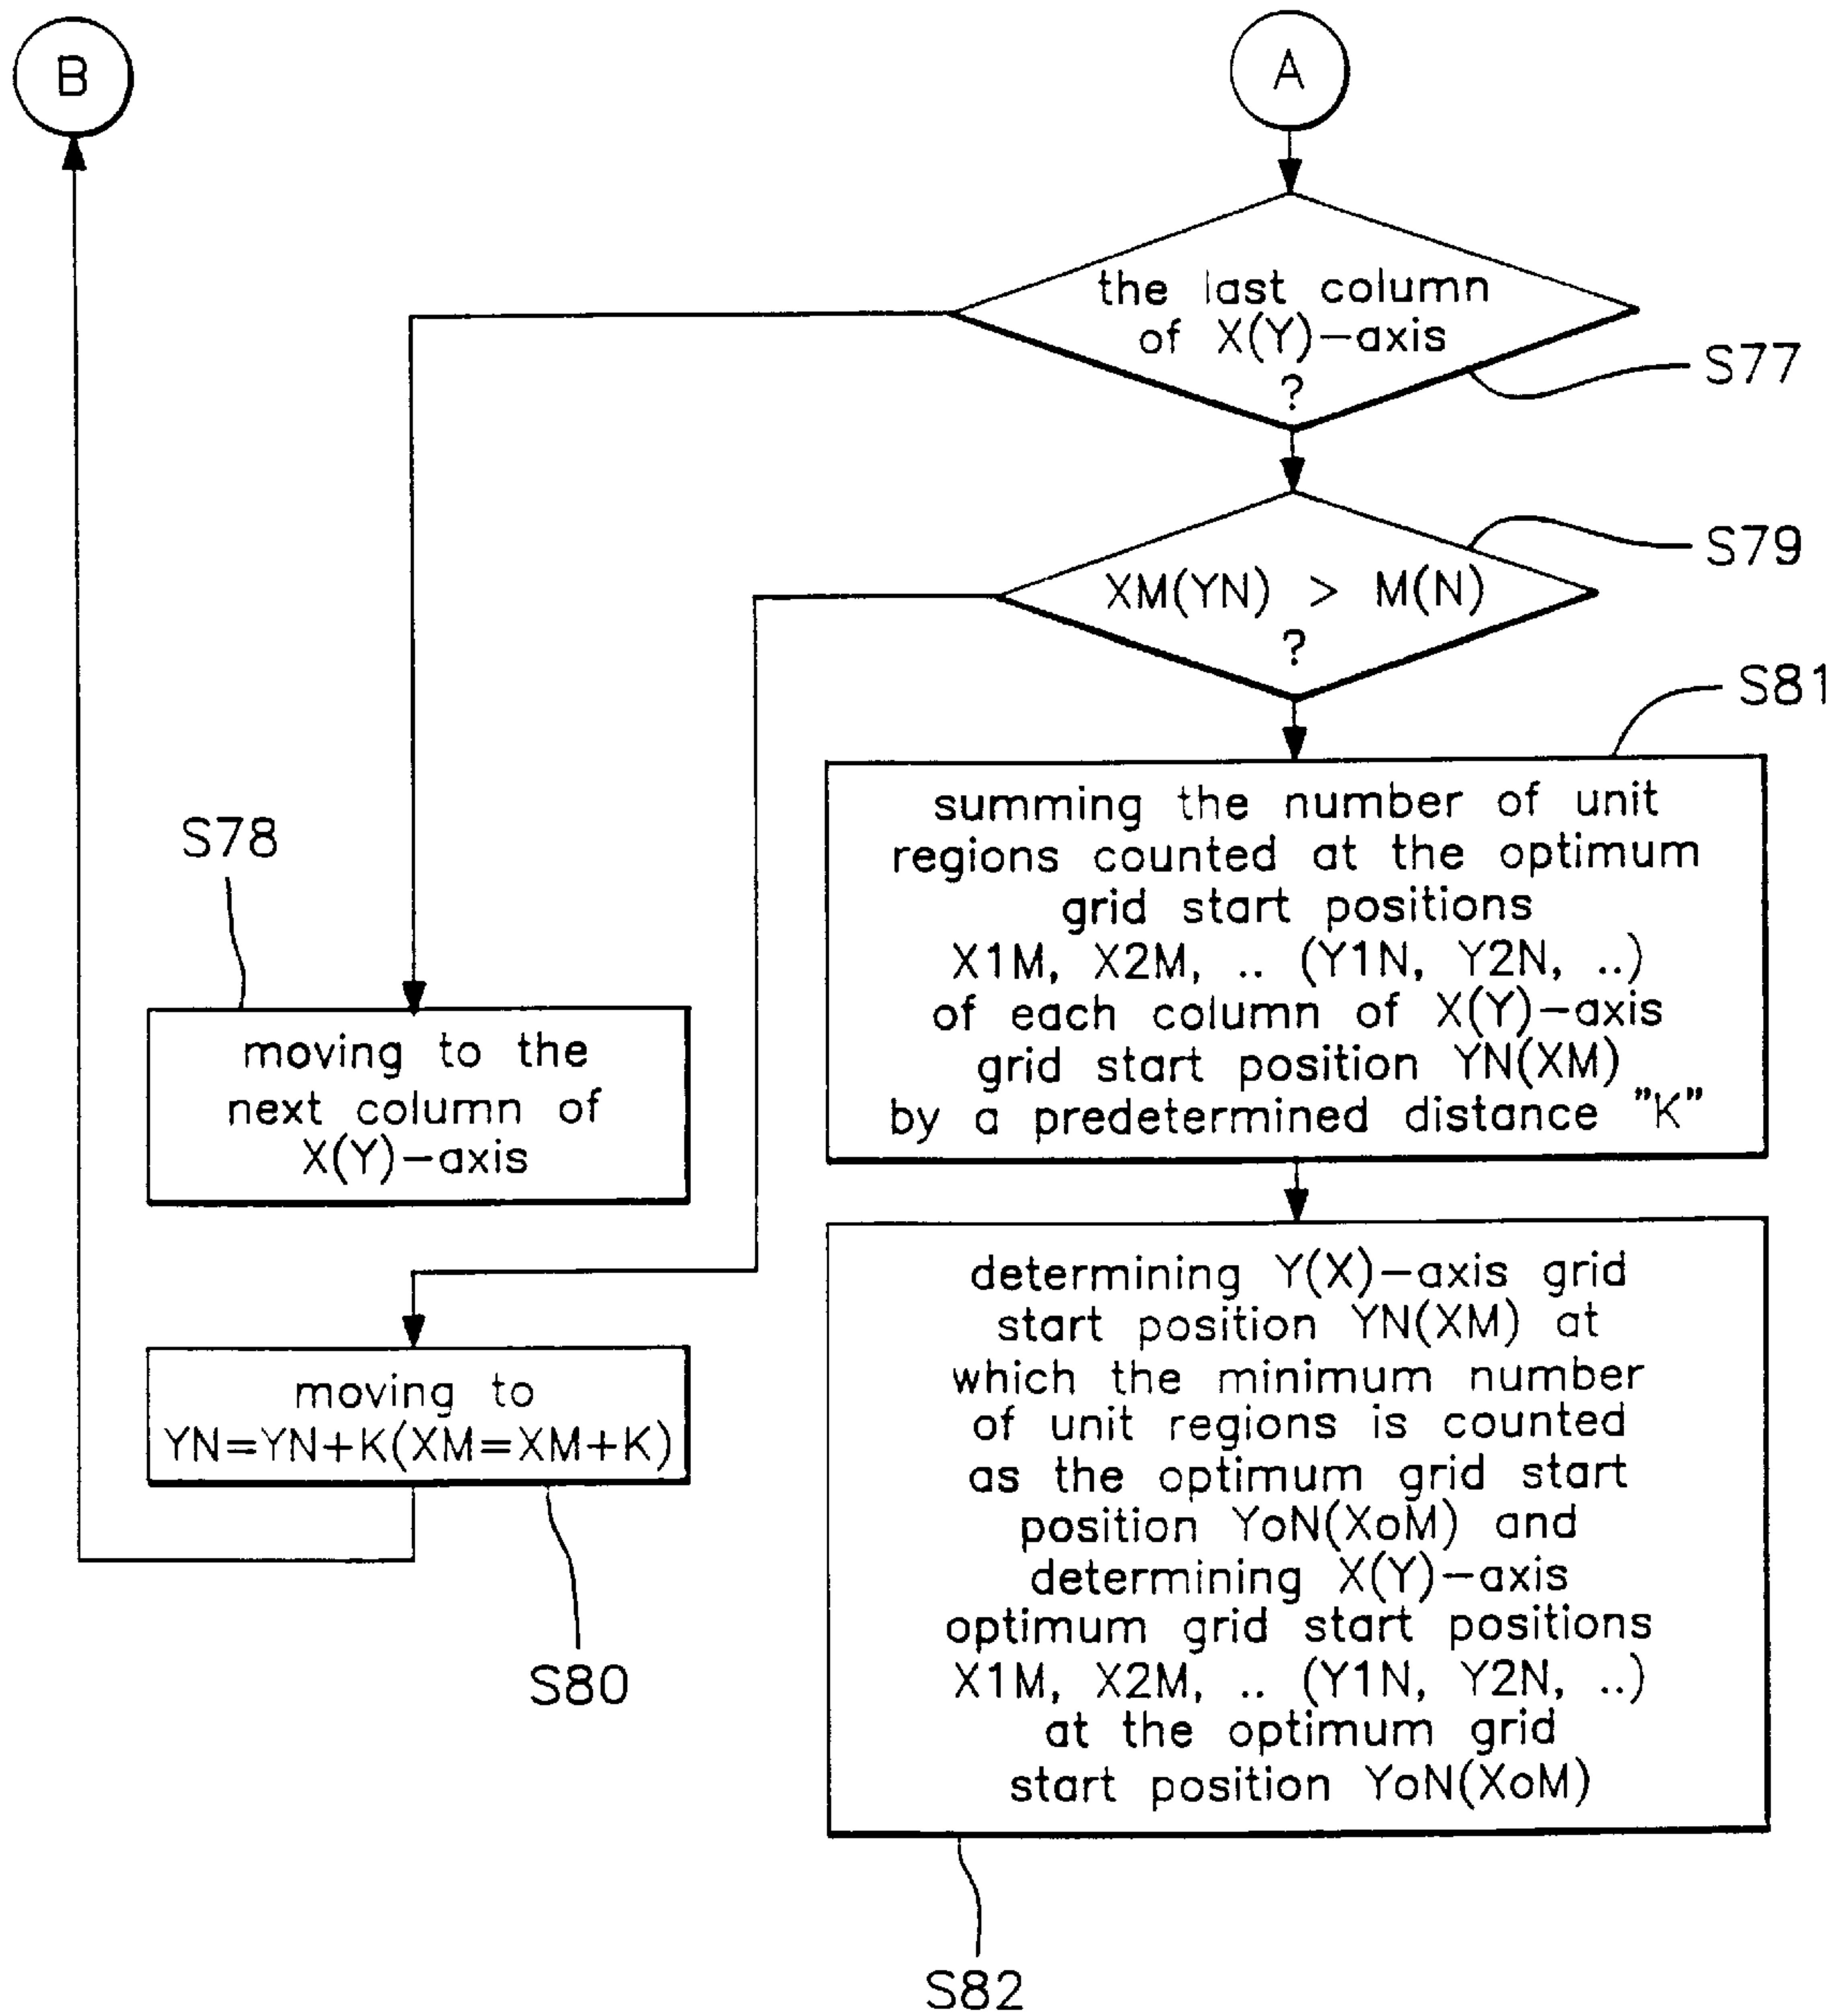 B
A
the last column
of X(Y)-axis
?
S77
XM(YN) > M(N)
?
S79
S81
summing the number of unit
regions counted at the optimum
grid start positions
X1M, X2M, .. (Y1N, Y2N, ..)
of each column of X(Y)-axis
grid start position YN(XM)
by a predetermined distance "K"
S78
moving to the
next column of
X(Y)-axis
moving to
YN=YN+K(XM=XM+K)
S80
determining Y(X)-axis grid
start position YN(XM) at
which the minimum number
of unit regions is counted
as the optimum grid start
position YoN(XoM) and
determining X(Y)-axis
optimum grid start positions
X1M, X2M, .. (Y1N, Y2N, ..)
at the optimum grid
start position YoN(XoM)
S82